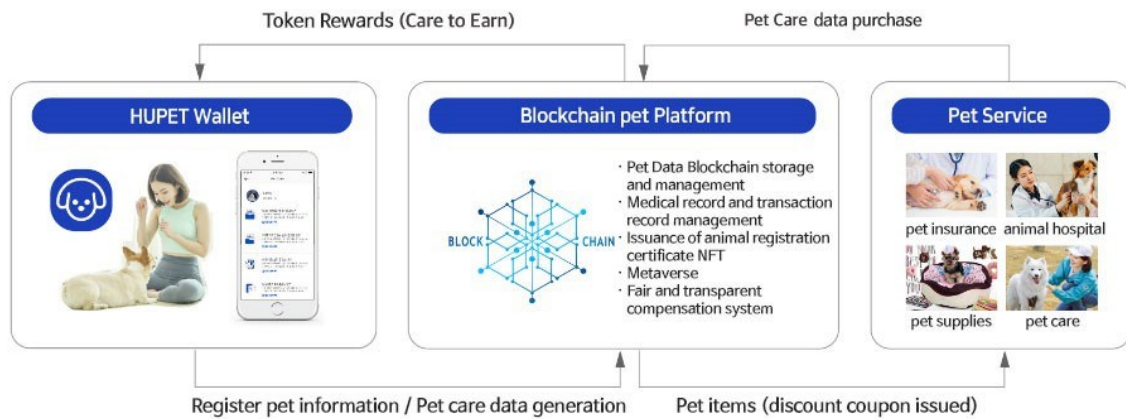 Token Rewards (Care to Earn)
Pet Care data purchase
HUPET Wallet
Blockchain pet Platform
BLOCK CHAIN
· Pet Data Blockchain storage
and management
· Medical record and transaction
record management
· Issuance of animal registration
certificate NFT
· Metaverse
· Fair and transparent
compensation system
Pet Service
pet insurance
animal hospital
pet supplies
pet care
Register pet information / Pet care data generation
Pet items (discount coupon issued)